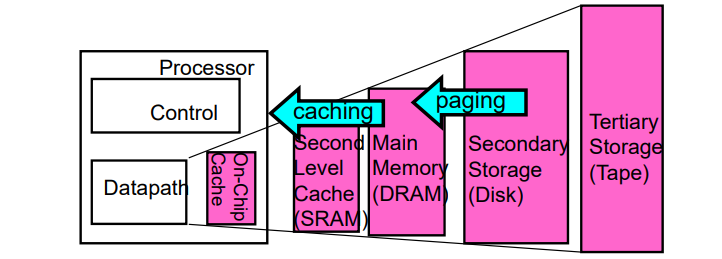 Processor
Control
Datapath
On-Chip
Cache
caching
Second
Level
Cache
(SRAM)
Main
Memory
(DRAM)
paging
Secondary
Storage
(Disk)
Tertiary
Storage
(Tape)